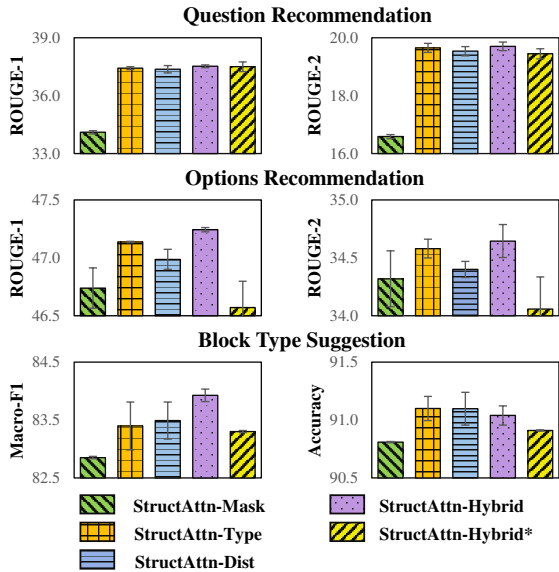 Question Recommendation
ROUGE-1
39.0
36.0
33.0
ROUGE-2
20.0
18.0
16.0
Options Recommendation
ROUGE-1
47.5
47.0
46.5
ROUGE-2
35.0
34.5
34.0
Block Type Suggestion
Macro-F1
84.5
83.5
82.5
Accuracy
91.5
91.0
90.5
StructAttn-Mask
StructAttn-Hybrid
StructAttn-Type
StructAttn-Hybrid*
StructAttn-Dist